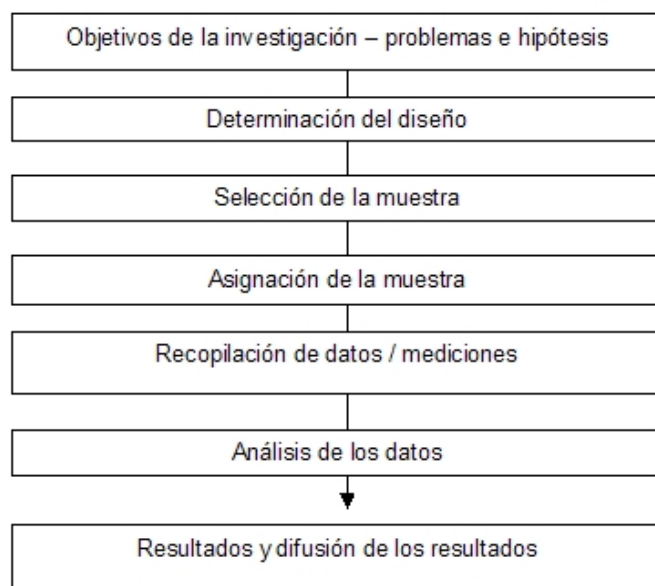 Objetivos de la investigación – problemas e hipótesis
Determinación del diseño
Selección de la muestra
Asignación de la muestra
Recopilación de datos / mediciones
Análisis de los datos
Resultados y difusión de los resultados